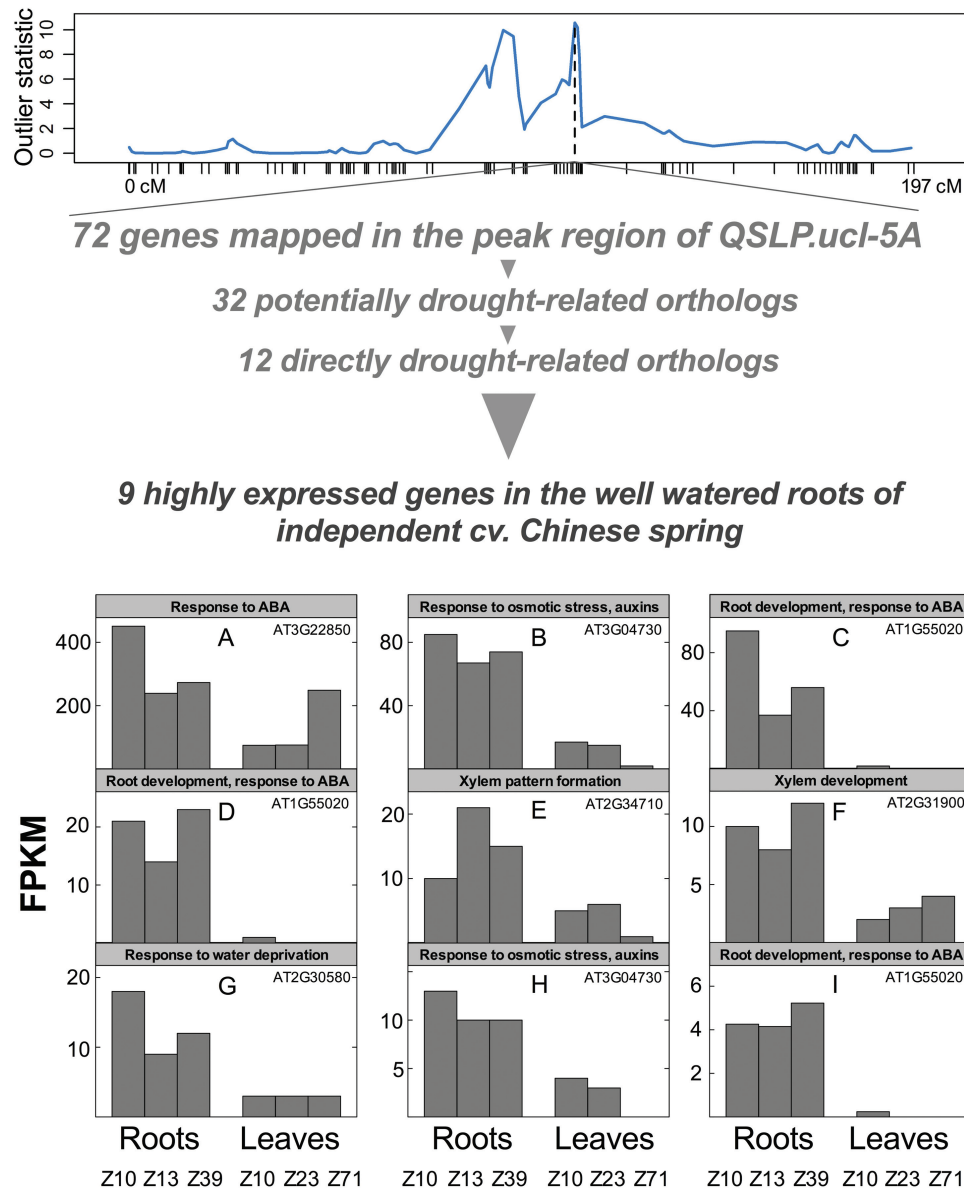 Outlier statistic
10
8
6
4
2
0
0 cM
197 cM
72 genes mapped in the peak region of QSLP.ucl-5A
32 potentially drought-related orthologs
12 directly drought-related orthologs
9 highly expressed genes in the well watered roots of
independent cv. Chinese spring
FPKM
Response to ABA
A
AT3G22850
400
200
Response to osmotic stress, auxins
B
AT3G04730
80
40
Root development, response to ABA
C
AT1G55020
80
40
Root development, response to ABA
D
AT1G55020
20
10
Xylem pattern formation
E
AT2G34710
20
10
Xylem development
F
AT2G31900
10
5
Response to water deprivation
G
AT2G30580
20
10
Response to osmotic stress, auxins
H
AT3G04730
10
5
Root development, response to ABA
I
AT1G55020
6
4
2
Roots Leaves Roots Leaves Roots Leaves
Z10 Z13 Z39 Z10 Z23 Z71 Z10 Z13 Z39 Z10 Z23 Z71 Z10 Z13 Z39 Z10 Z23 Z71